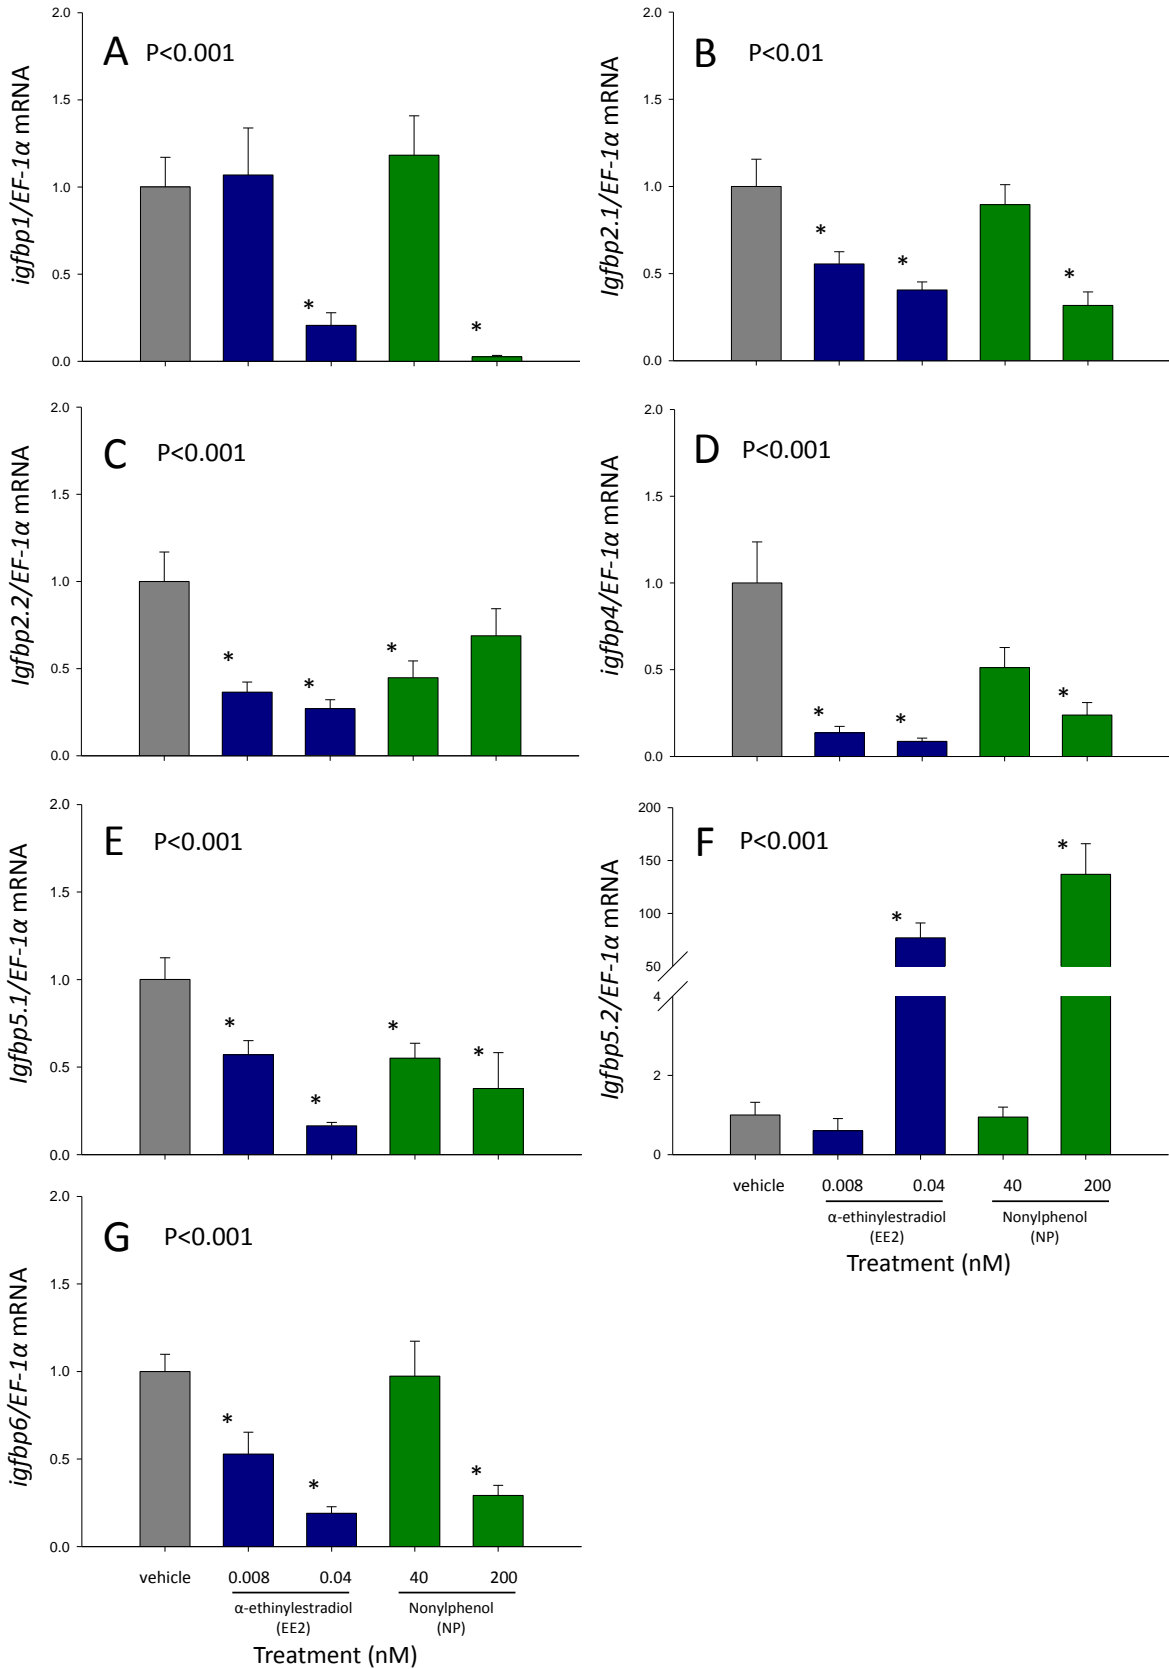 A P<0.001
igfbp1/EF-1α mRNA
2.0
1.5
1.0
0.5
0.0
*
*
B P<0.01
Igfbp2.1/EF-1α mRNA
2.0
1.5
1.0
0.5
0.0
*
*
*
C P<0.001
Igfbp2.2/EF-1α mRNA
2.0
1.5
1.0
0.5
0.0
*
*
*
D P<0.001
igfbp4/EF-1α mRNA
2.0
1.5
1.0
0.5
0.0
*
*
*
E P<0.001
Igfbp5.1/EF-1α mRNA
2.0
1.5
1.0
0.5
0.0
*
*
*
*
F P<0.001
Igfbp5.2/EF-1α mRNA
200
150
100
50
4
2
0
*
*
vehicle 0.008 0.04 40 200
α-ethinylestradiol Nonylphenol
(EE2) (NP)
Treatment (nM)
G P<0.001
igfbp6/EF-1α mRNA
2.0
1.5
1.0
0.5
0.0
*
*
*
vehicle 0.008 0.04 40 200
α-ethinylestradiol Nonylphenol
(EE2) (NP)
Treatment (nM)